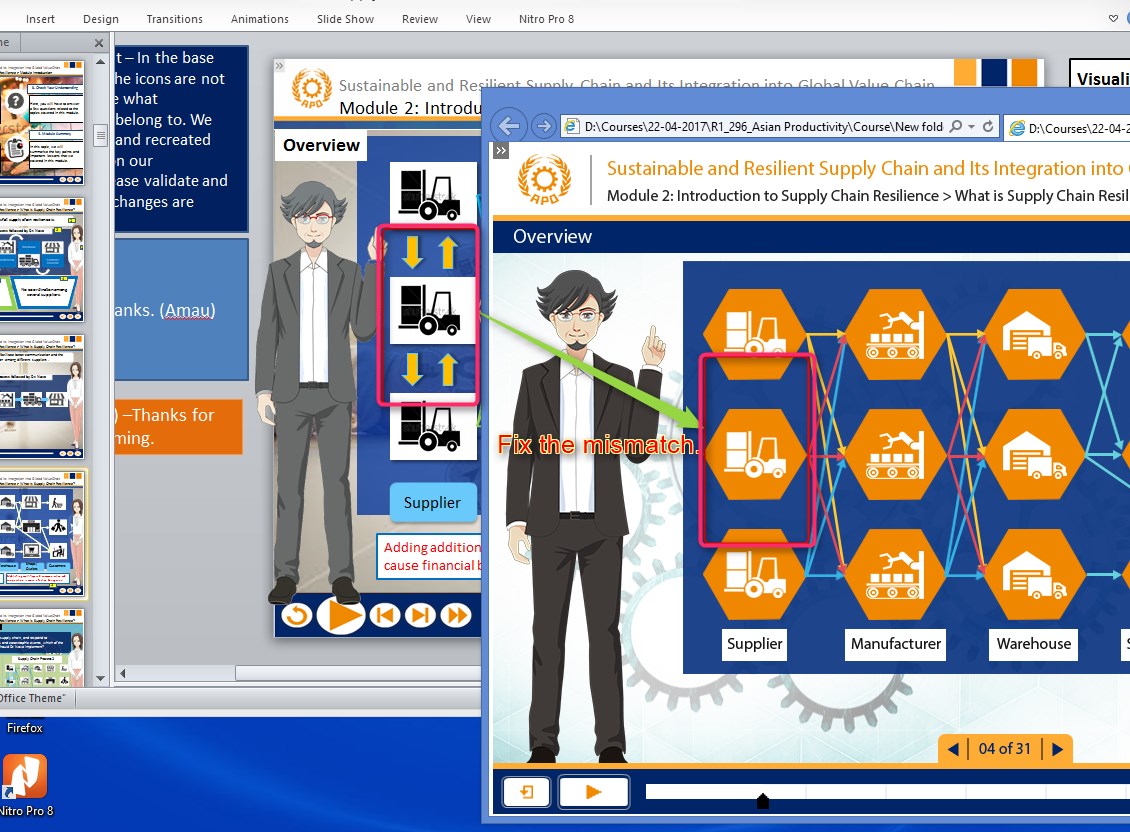 Insert Design Transitions Animations Slide Show Review View Nitro Pro 8
t – In the base
he icons are not
e what
belong to. We
and recreated
n our
ease validate and
changes are
anks. (Amau)
) –Thanks for
ming.
Sustainable and Resilient Supply Chain and Its Integration into Global Value Chain
Module 2: Introdu
Overview
Supplier
Adding addition
cause financial b
Visuali
D:\Courses\22-04-2017\R1_296_Asian Productivity\Course\New fold
D:\Courses\22-04-2
APO
Sustainable and Resilient Supply Chain and Its Integration into
Module 2: Introduction to Supply Chain Resilience > What is Supply Chain Resil
Overview
Fix the mismatch.
Supplier Manufacturer Warehouse S
04 of 31
Office Theme"
Firefox
Nitro Pro 8